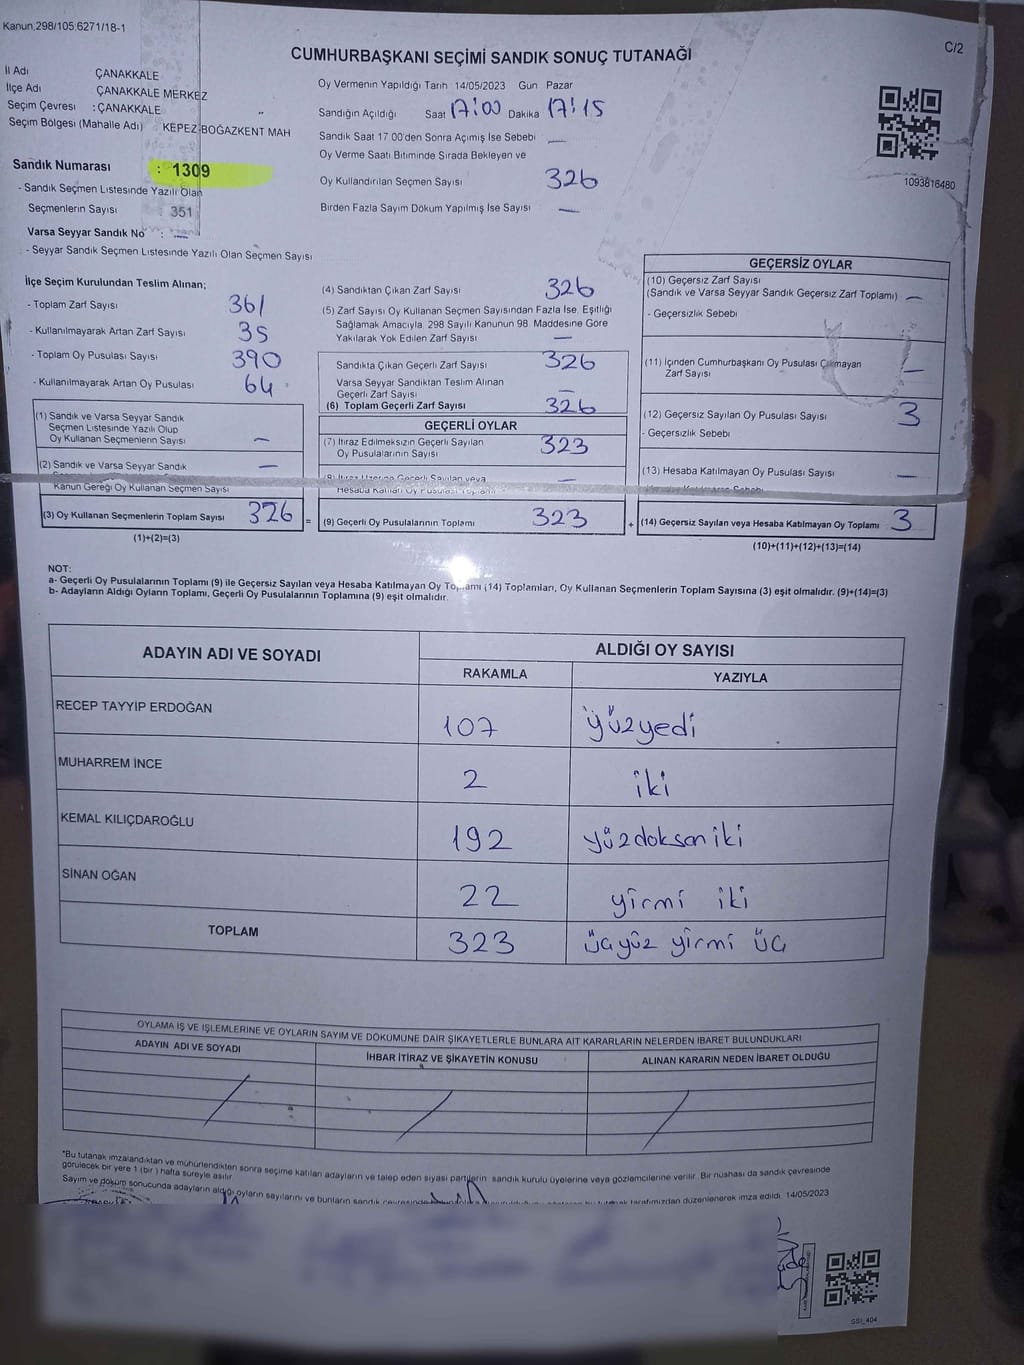 Kanun;298/105;6271/18-1
C/2
CUMHURBAŞKANI SEÇİMİ SANDIK SONUÇ TUTANAĞI
İl Adı ÇANAKKALE
İlçe Adı ÇANAKKALE MERKEZ
Seçim Çevresi : ÇANAKKALE
Seçim Bölgesi (Mahalle Adı) KEPEZ BOĞAZKENT MAH
Sandık Numarası : 1309
- Sandık Seçmen Listesinde Yazılı Olan
Seçmenlerin Sayısı : 351
Varsa Seyyar Sandık No : —
- Seyyar Sandık Seçmen Listesinde Yazılı Olan Seçmen Sayısı
Oy Vermenin Yapıldığı Tarih 14/05/2023 Gün Pazar
Sandığın Açıldığı Saat 17:00 Dakika 17:15
Sandık Saat 17 00'den Sonra Açımış İse Sebebi —
Oy Verme Saati Bitiminde Sırada Bekleyen ve
Oy Kullandırılan Seçmen Sayısı 326
Birden Fazla Sayım Döküm Yapılmış İse Sayısı —
1093816480
İlçe Seçim Kurulundan Teslim Alınan;
- Toplam Zarf Sayısı 361
- Kullanılmayarak Artan Zarf Sayısı 35
- Toplam Oy Pusulası Sayısı 390
- Kullanılmayarak Artan Oy Pusulası 64
(1) Sandık ve Varsa Seyyar Sandık
Seçmen Listesinde Yazılı Olup
Oy Kullanan Seçmenlerin Sayısı —
(2) Sandık ve Varsa Seyyar Sandık —
Kanun Gereği Oy Kullanan Seçmen Sayısı
(3) Oy Kullanan Seçmenlerin Toplam Sayısı 326 =
(1)+(2)=(3)
(4) Sandıktan Çıkan Zarf Sayısı 326
(5) Zarf Sayısı Oy Kullanan Seçmen Sayısından Fazla İse, Eşitliği
Sağlamak Amacıyla 298 Sayılı Kanunun 98. Maddesine Göre
Yakılarak Yok Edilen Zarf Sayısı —
Sandıkta Çıkan Geçerli Zarf Sayısı 326
Varsa Seyyar Sandıktan Teslim Alınan
Geçerli Zarf Sayısı —
(6) Toplam Geçerli Zarf Sayısı 326
GEÇERLİ OYLAR
(7) İtiraz Edilmeksizin Geçerli Sayılan
Oy Pusulalarının Sayısı 323
(8) İtiraz Üzerine Geçerli Sayılan veya —
Hesaba Katılan Oy Pusulası Toplamı
(9) Geçerli Oy Pusulalarının Toplamı 323 +
GEÇERSİZ OYLAR
(10) Geçersiz Zarf Sayısı
(Sandık ve Varsa Seyyar Sandık Geçersiz Zarf Toplamı) —
- Geçersizlik Sebebi
(11) İçinden Cumhurbaşkanı Oy Pusulası Çıkmayan
Zarf Sayısı —
(12) Geçersiz Sayılan Oy Pusulası Sayısı 3
- Geçersizlik Sebebi
(13) Hesaba Katılmayan Oy Pusulası Sayısı —
(14) Geçersiz Sayılan veya Hesaba Katılmayan Oy Toplamı 3
(10)+(11)+(12)+(13)=(14)
NOT:
a- Geçerli Oy Pusulalarının Toplamı (9) ile Geçersiz Sayılan veya Hesaba Katılmayan Oy Toplamı (14) Toplamları, Oy Kullanan Seçmenlerin Toplam Sayısına (3) eşit olmalıdır. (9)+(14)=(3)
b- Adayların Aldığı Oyların Toplamı, Geçerli Oy Pusulalarının Toplamına (9) eşit olmalıdır.
ADAYIN ADI VE SOYADI ALDIĞI OY SAYISI
RAKAMLA YAZIYLA
RECEP TAYYİP ERDOĞAN 107 yüzyedi
MUHARREM İNCE 2 iki
KEMAL KILIÇDAROĞLU 192 yüzdoksan iki
SİNAN OĞAN 22 yirmi iki
TOPLAM 323 üçyüz yirmi üç
OYLAMA İŞ VE İŞLEMLERİNE VE OYLARIN SAYIM VE DÖKÜMÜNE DAİR ŞİKAYETLERLE BUNLARA AİT KARARLARIN NELERDEN İBARET BULUNDUKLARI
ADAYIN ADI VE SOYADI İHBAR İTİRAZ VE ŞİKAYETİN KONUSU ALINAN KARARIN NEDEN İBARET OLDUĞU
*Bu tutanak imzalandıktan ve mühürlendikten sonra seçime katılan adayların ve talep eden siyasi partilerin sandık kurulu üyelerine veya gözlemcilerine verilir. Bir nüshası da sandık çevresinde
görülecek bir yere 1 (bir) hafta süreyle asılır.
Sayım ve döküm sonucunda adayların aldığı oyların sayılarını ve bunların sandık tarafımızdan düzenlenerek imza edildi. 14/05/2023
GSI_404